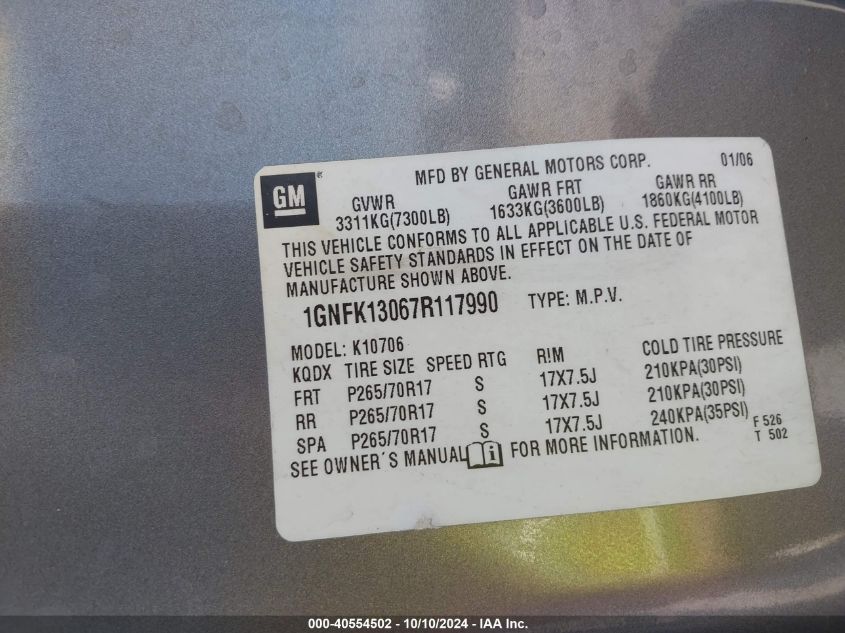 MFD BY GENERAL MOTORS CORP. 01/06
GM
GVWR GAWR FRT GAWR RR
3311KG(7300LB) 1633KG(3600LB) 1860KG(4100LB)
THIS VEHICLE CONFORMS TO ALL APPLICABLE U.S. FEDERAL MOTOR
VEHICLE SAFETY STANDARDS IN EFFECT ON THE DATE OF
MANUFACTURE SHOWN ABOVE.
1GNFK13067R117990 TYPE: M.P.V.
MODEL: K10706
KQDX TIRE SIZE SPEED RTG RIM COLD TIRE PRESSURE
FRT P265/70R17 S 17X7.5J 210KPA(30PSI)
RR P265/70R17 S 17X7.5J 210KPA(30PSI)
SPA P265/70R17 S 17X7.5J 240KPA(35PSI)
F 526
T 502
SEE OWNER'S MANUAL FOR MORE INFORMATION.
000-40554502 - 10/10/2024 - IAA Inc.